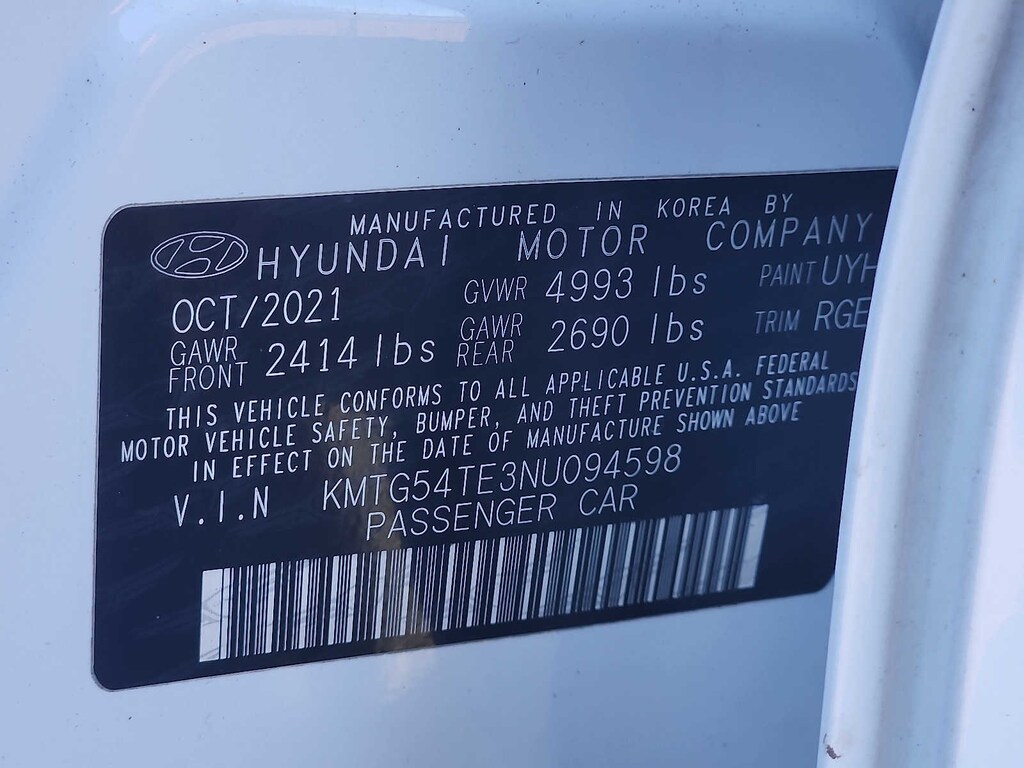 MANUFACTURED IN KOREA BY
HYUNDAI MOTOR COMPANY
OCT/2021 GVWR 4993 lbs PAINT UYH
GAWR FRONT 2414 lbs GAWR REAR 2690 lbs TRIM RGE
THIS VEHICLE CONFORMS TO ALL APPLICABLE U.S.A. FEDERAL
MOTOR VEHICLE SAFETY, BUMPER, AND THEFT PREVENTION STANDARDS
IN EFFECT ON THE DATE OF MANUFACTURE SHOWN ABOVE
V.I.N KMTG54TE3NU094598
PASSENGER CAR